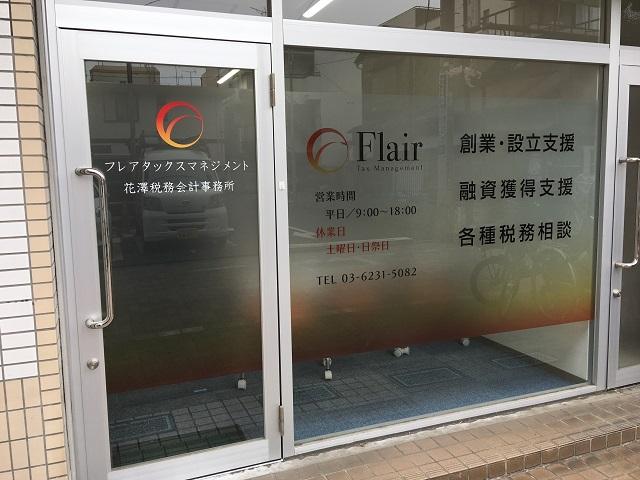 フレアタックスマネジメント
花澤税務会計事務所
Flair
Tax Management
営業時間
平日／9:00～18:00
休業日
土曜日・日祭日
TEL 03-6231-5082
創業・設立支援
融資獲得支援
各種税務相談